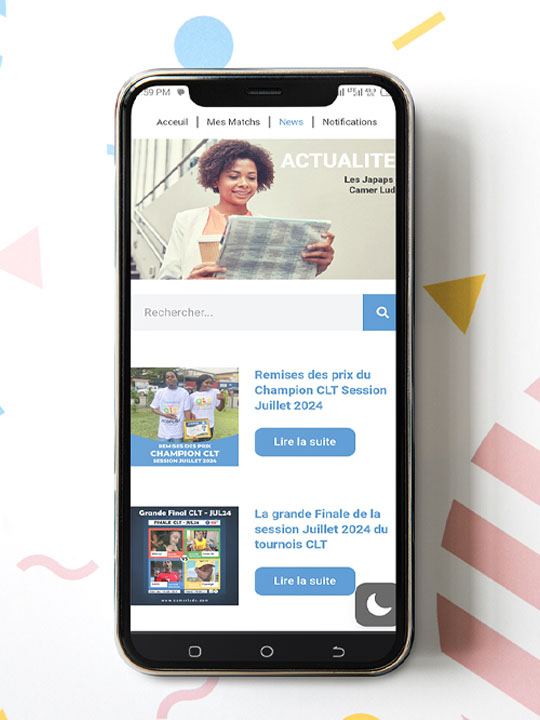 :59 PM
Acceuil | Mes Matchs | News | Notifications
ACTUALITE
Les Japaps
Camer Lud
Rechercher...
Remises des prix du
Champion CLT Session
Juillet 2024
Lire la suite
REMISES DES PRIX
CHAMPION CLT
SESSION JUILLET 2024
La grande Finale de la
session Juillet 2024 du
tournois CLT
Lire la suite
Grande Final CLT - JUL24
FINALE CLT - JUL24
VS